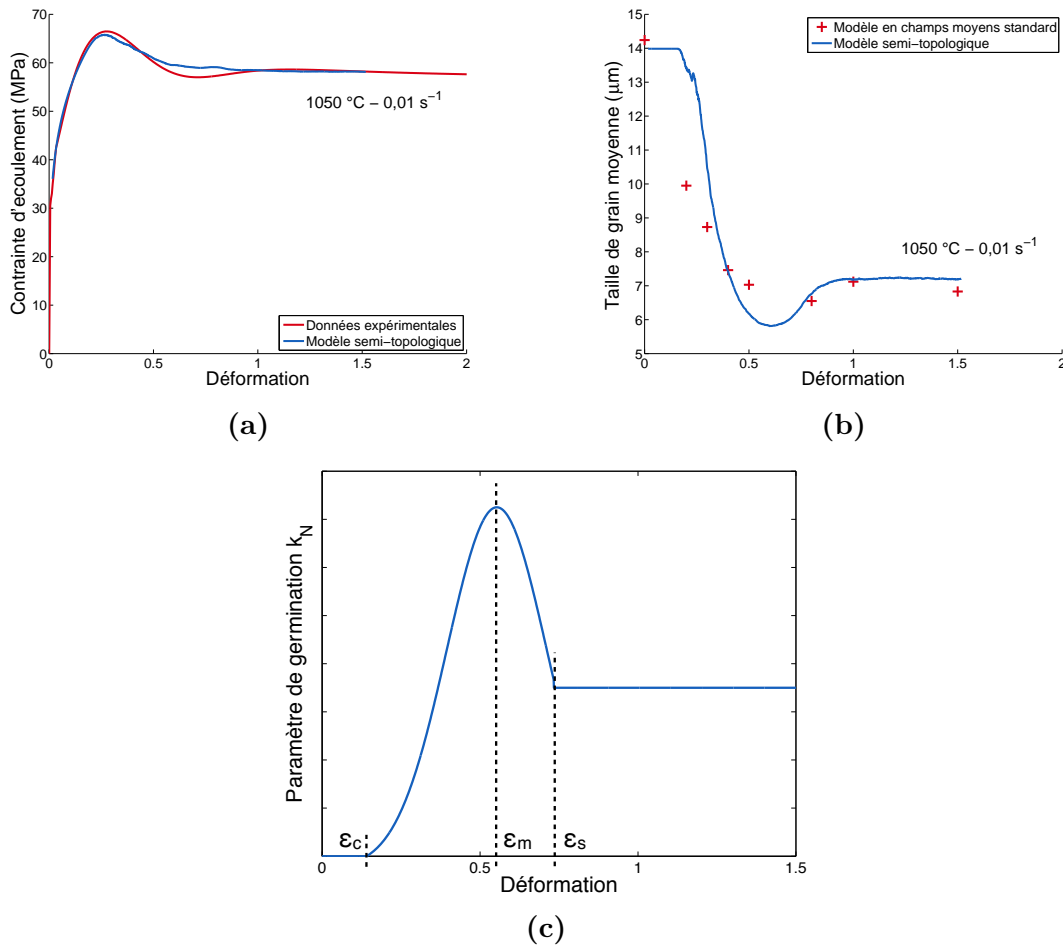 70
60
50
40
30
20
10
0
0
0.5
1
1.5
2
Contrainte d'ecoulement (MPa)
Déformation
1050 °C – 0,01 s⁻¹
Données expérimentales
Modèle semi−topologique
(a)
15
14
13
12
11
10
9
8
7
6
5
0
0.5
1
1.5
2
Taille de grain moyenne (μm)
Déformation
Modèle en champs moyens standard
Modèle semi−topologique
1050 °C – 0,01 s⁻¹
(b)
Paramètre de germination k_N
εc
εm
εs
0
0.5
1
1.5
Déformation
(c)